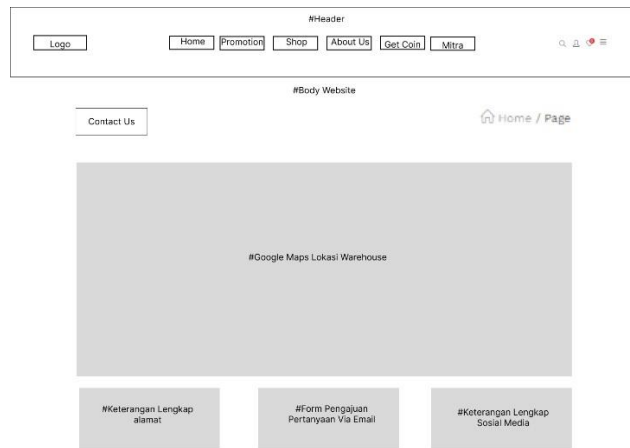 #Header
Logo
Home
Promotion
Shop
About Us
Get Coin
Mitra
#Body Website
Contact Us
Home / Page
#Google Maps Lokasi Warehouse
#Keterangan Lengkap
alamat
#Form Pengajuan
Pertanyaan Via Email
#Keterangan Lengkap
Sosial Media